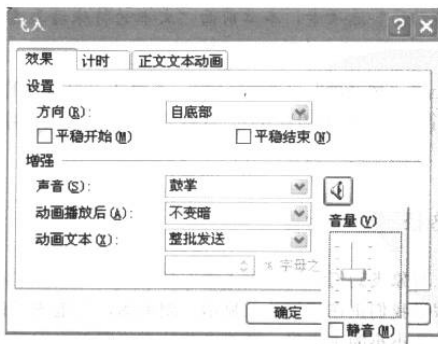 飞入
效果 计时 正文文本动画
设置
方向(R): 自底部
平稳开始(M) 平稳结束(N)
增强
声音(S): 鼓掌
动画播放后(A): 不变暗
音量(V)
动画文本(X): 整批发送
% 字母之
确定
静音(M)